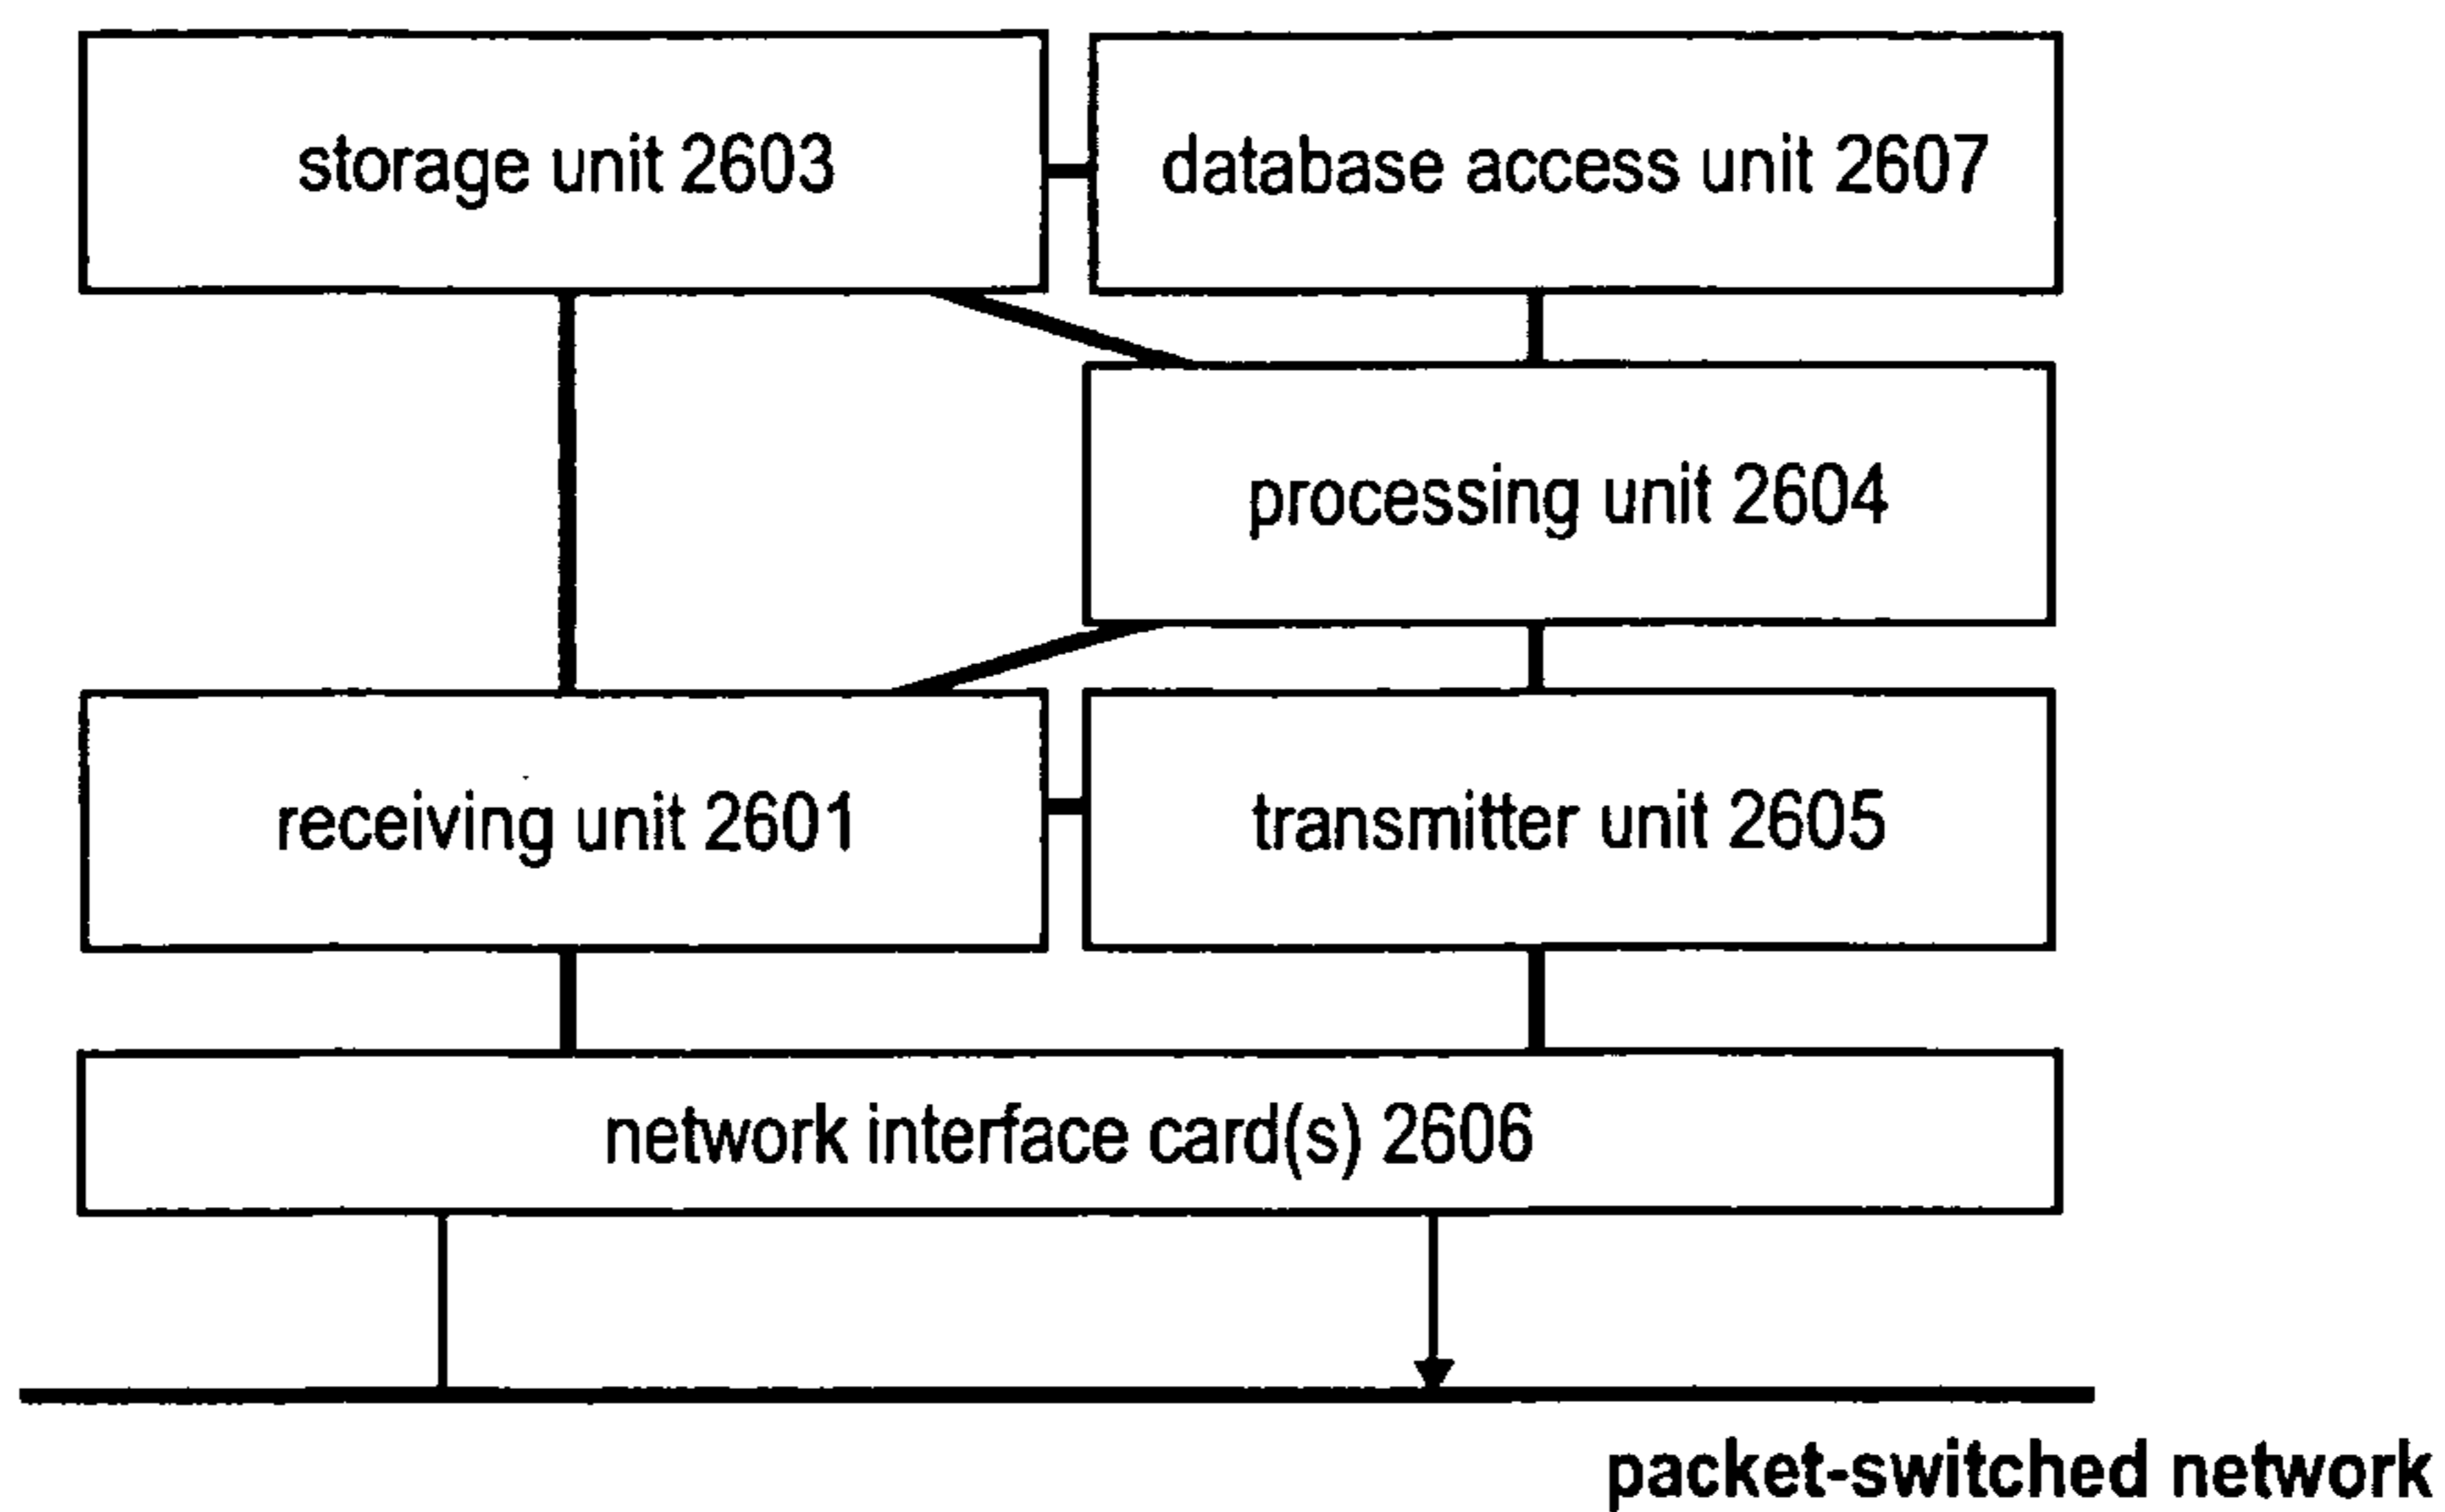 storage unit 2603
database access unit 2607
processing unit 2604
receiving unit 2601
transmitter unit 2605
network interface card(s) 2606
packet-switched network